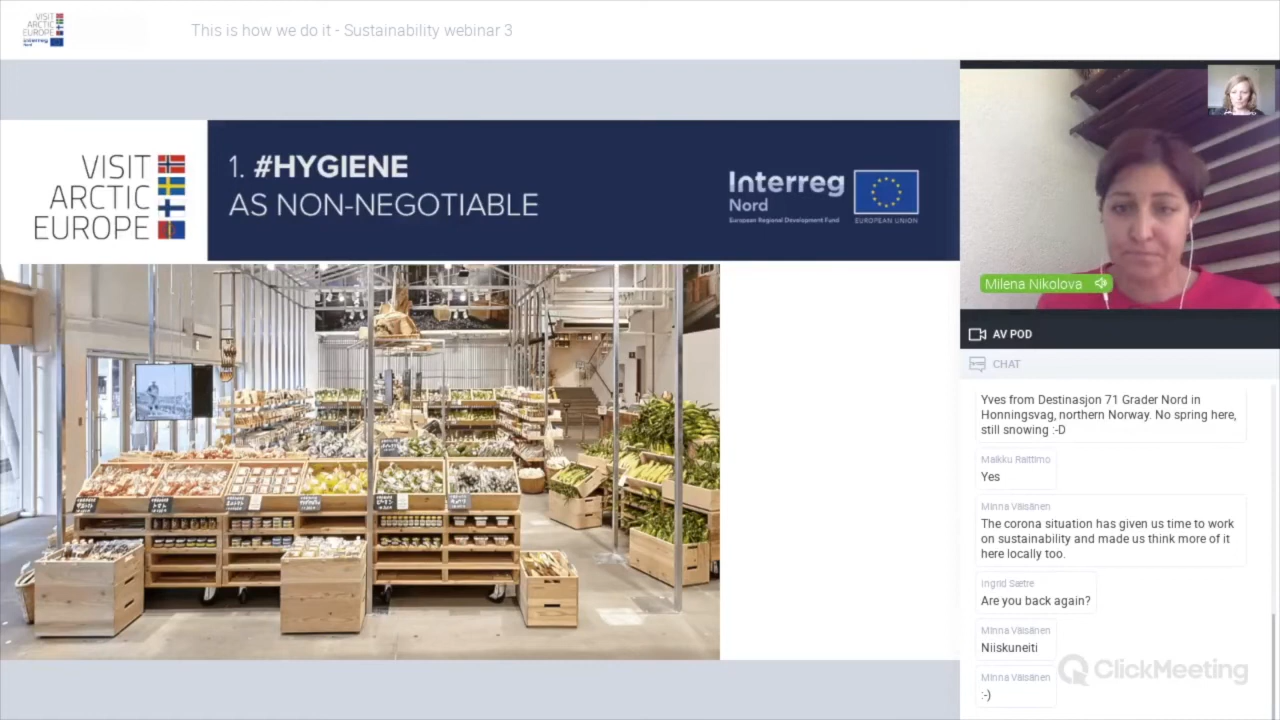 VISIT
ARCTIC
EUROPE
Interreg
Nord
This is how we do it - Sustainability webinar 3
VISIT
ARCTIC
EUROPE
1. #HYGIENE
AS NON-NEGOTIABLE
Interreg
Nord
European Regional Development Fund
EUROPEAN UNION
Milena Nikolova
AV POD
CHAT
Yves from Destinasjon 71 Grader Nord in
Honningsvag, northern Norway. No spring here,
still snowing :-D
Maikku Raittimo
Yes
Minna Väisänen
The corona situation has given us time to work
on sustainability and made us think more of it
here locally too.
Ingrid Sætre
Are you back again?
Minna Väisänen
Niiskuneiti
Minna Väisänen
:-)
ClickMeeting